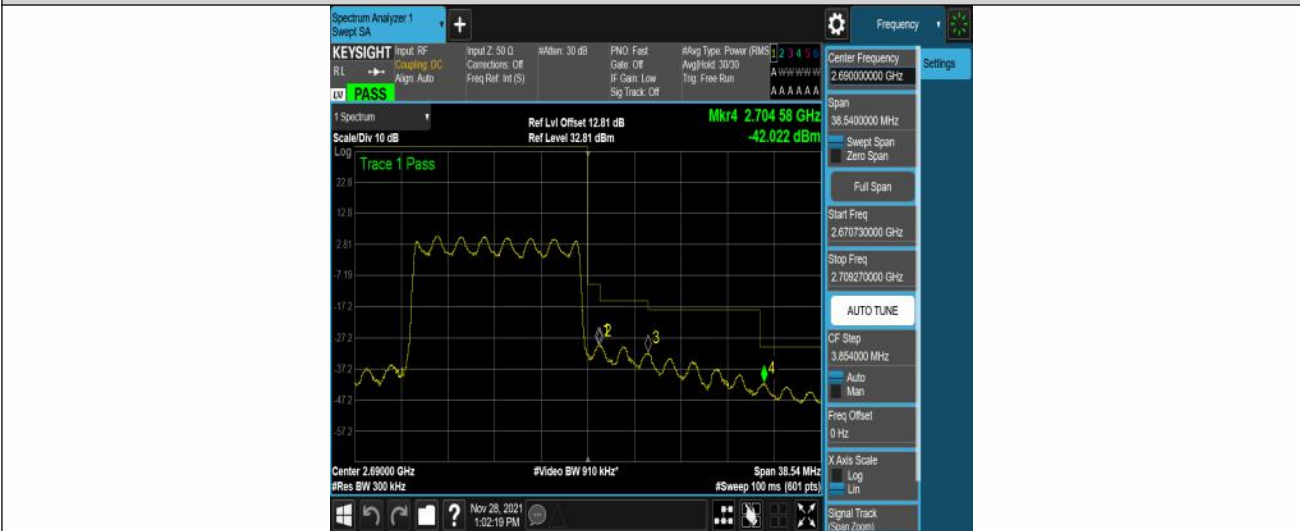 Spectrum Analyzer 1
Swept SA
+
Frequency
KEYSIGHT Input: RF
RL Coupling: DC
Align: Auto
LV PASS
Input Z: 50 Ω
Corrections: Off
Freq Ref: Int (S)
#Atten: 30 dB
PNO: Fast
Gate: Off
IF Gain: Low
Sig Track: Off
#Avg Type: Power (RMS
Avg|Hold: 30/30
Trig: Free Run
1 2 3 4 5 6
A W W W W W
A A A A A A
1 Spectrum
Scale/Div 10 dB
Ref Lvl Offset 12.81 dB
Ref Level 32.81 dBm
Mkr4 2.704 58 GHz
-42.022 dBm
Log
Trace 1 Pass
22.8
12.8
2.81
-7.19
-17.2
-27.2
-37.2
-47.2
-57.2
2
3
4
Center 2.69000 GHz
#Video BW 910 kHz*
Span 38.54 MHz
#Res BW 300 kHz
#Sweep 100 ms (601 pts)
Center Frequency
2.690000000 GHz
Settings
Span
38.5400000 MHz
Swept Span
Zero Span
Full Span
Start Freq
2.670730000 GHz
Stop Freq
2.709270000 GHz
AUTO TUNE
CF Step
3.854000 MHz
Auto
Man
Freq Offset
0 Hz
X Axis Scale
Log
Lin
Signal Track
(Span Zoom)
?
Nov 28, 2021
1:02:19 PM